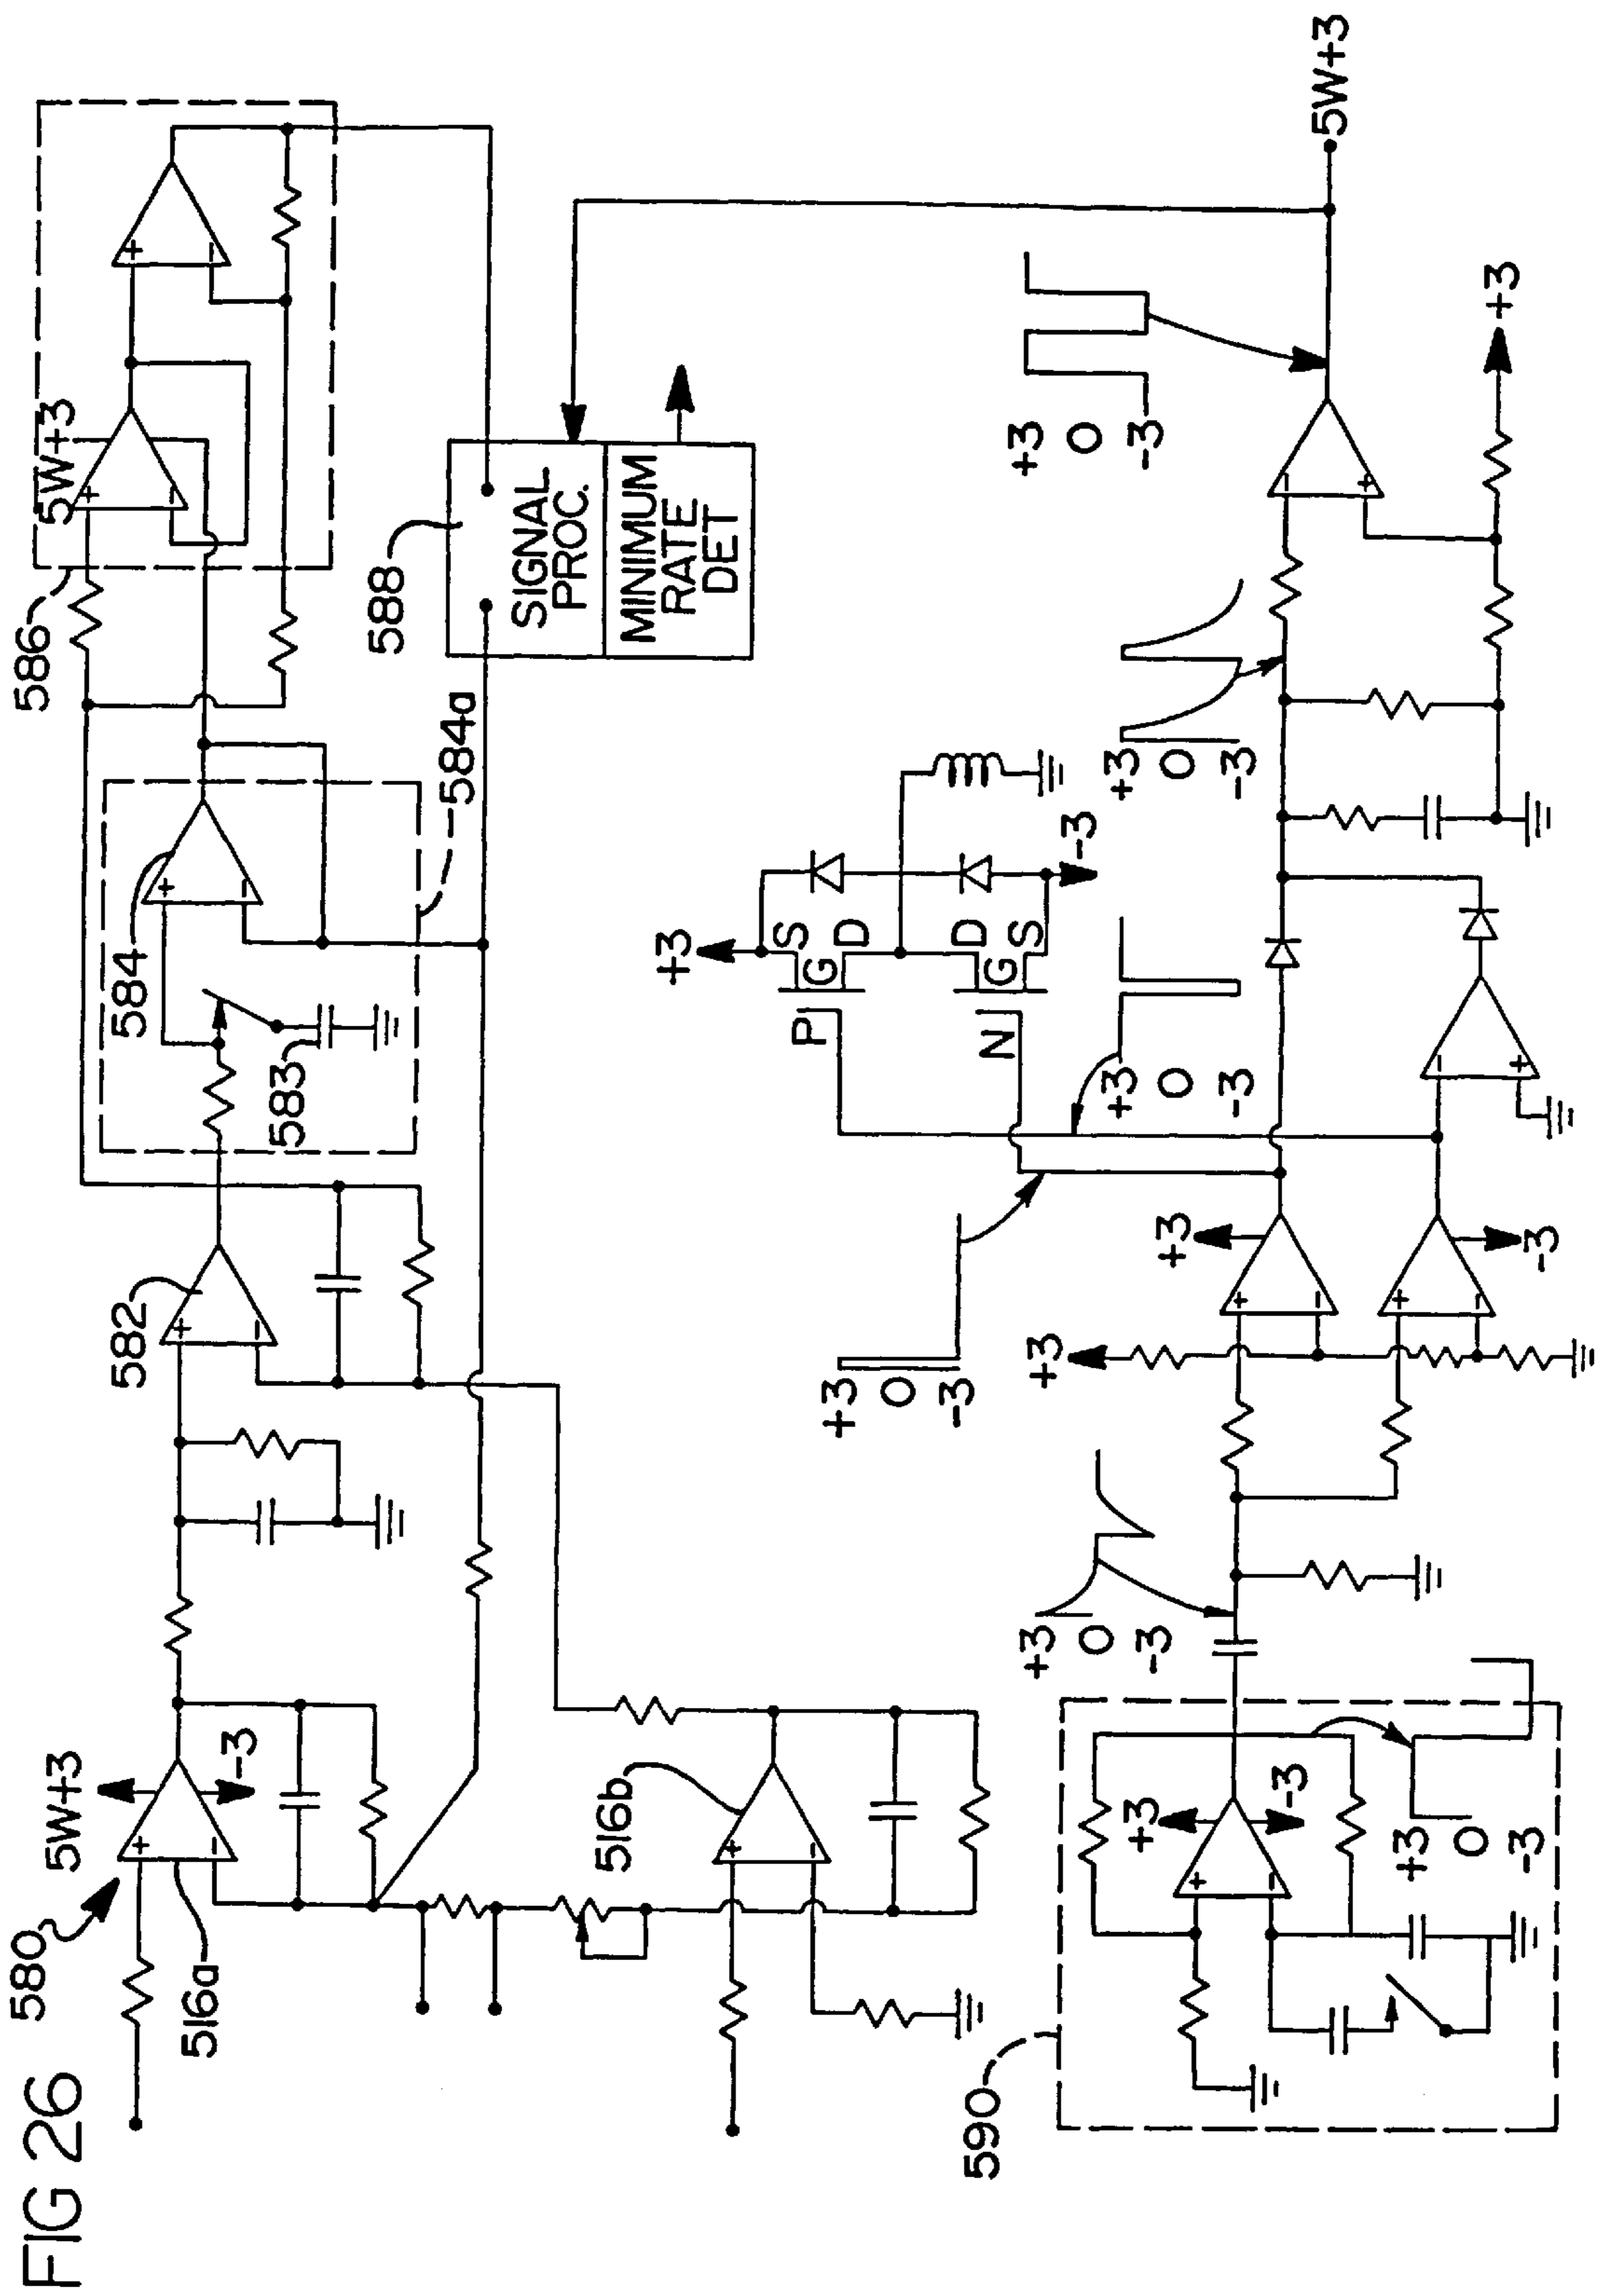 FIG 26
580
516a
5W+3
-3
+
-
582
+
-
584
+
-
583
584a
586
5W+3
+
-
+
-
588
SIGNAL
PROC.
MINIMUM
RATE
DET
516b
+
-
590
+3
-3
+
-
+3
0
-3
+3
0
-3
+3
0
-3
+3
+3
+
-
-3
+
-
P
N
+3
S
G
D
D
G
S
-3
+3
0
-3
-
+
+3
0
-3
+3
0
-3
-
+
+3
5W+3